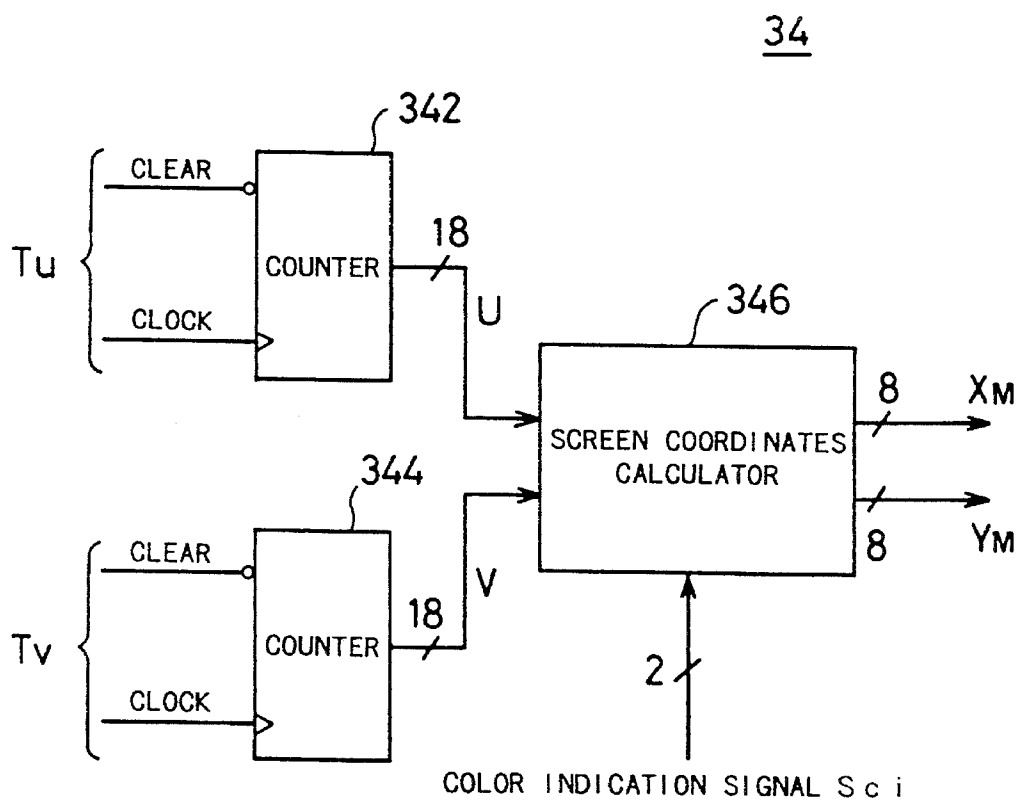 34
342
CLEAR
18
Tu
COUNTER
CLOCK
U
346
8
XM
SCREEN COORDINATES
CALCULATOR
344
8
YM
CLEAR
V
18
Tv
COUNTER
2
CLOCK
COLOR INDICATION SIGNAL Sci